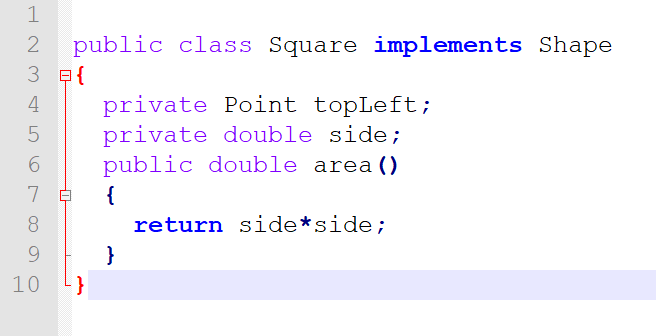 1
2 public class Square implements Shape
3 {
4 private Point topLeft;
5 private double side;
6 public double area()
7 {
8 return side*side;
9 }
10 }